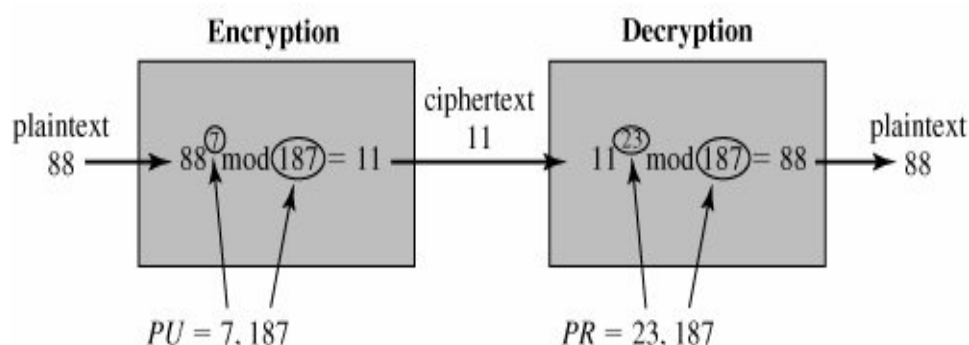 Encryption
Decryption
plaintext
88
88^7 mod 187 = 11
ciphertext
11
11^23 mod 187 = 88
plaintext
88
PU = 7, 187
PR = 23, 187